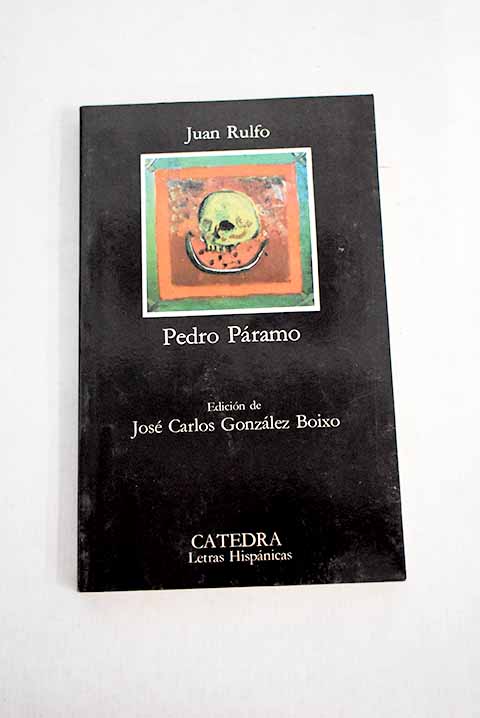 Juan Rulfo
Pedro Páramo
Edición de
José Carlos González Boixo
CATEDRA
Letras Hispánicas